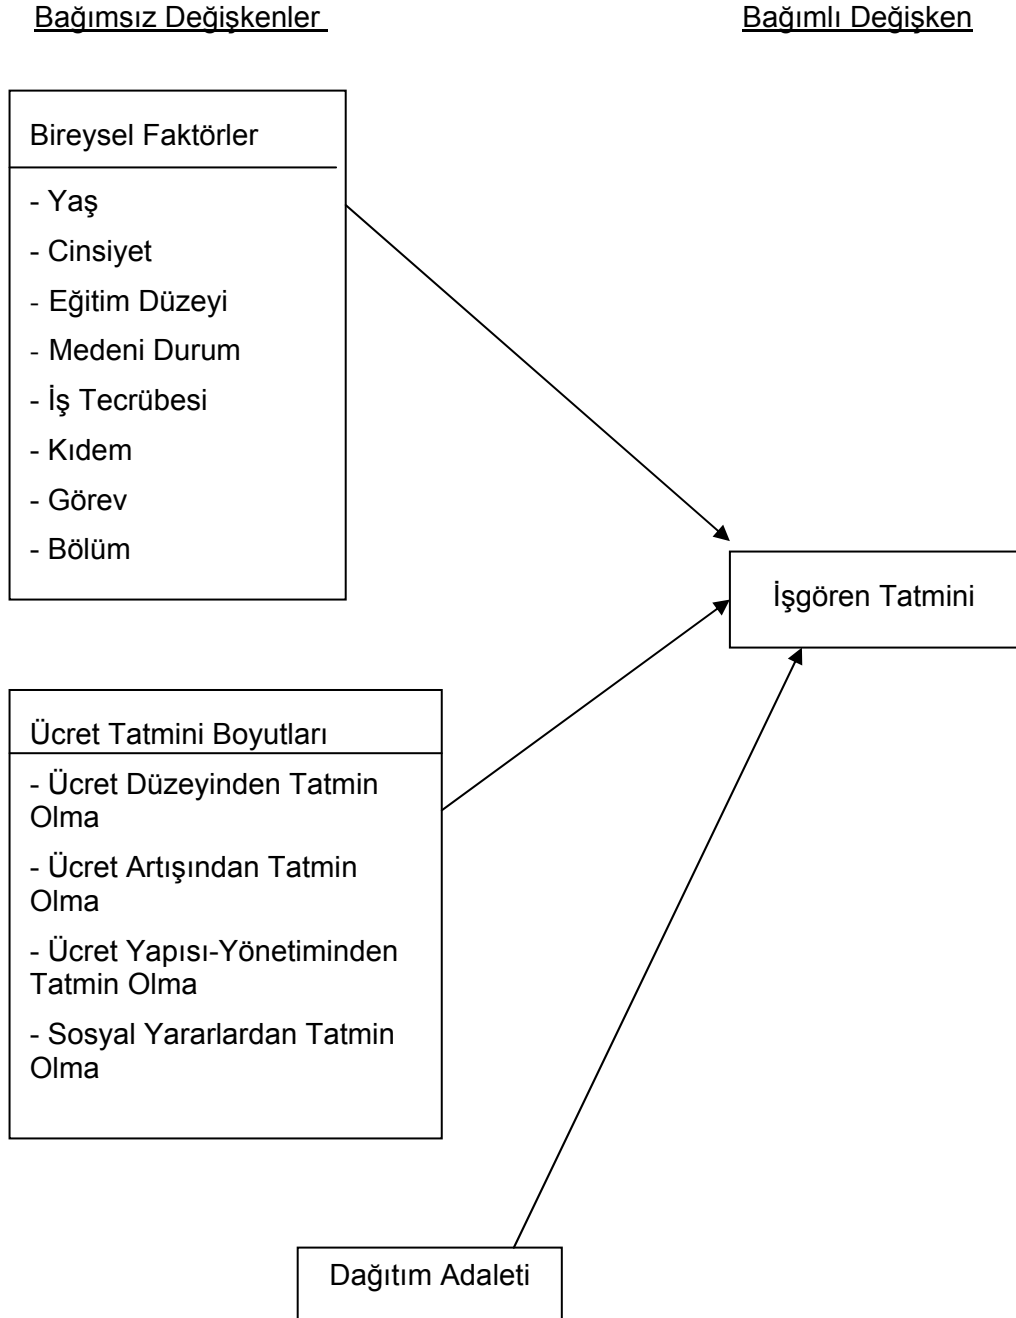 Bağımsız Değişkenler
Bağımlı Değişken
Bireysel Faktörler
- Yaş
- Cinsiyet
- Eğitim Düzeyi
- Medeni Durum
- İş Tecrübesi
- Kıdem
- Görev
- Bölüm
İşgören Tatmini
Ücret Tatmini Boyutları
- Ücret Düzeyinden Tatmin
Olma
- Ücret Artışından Tatmin
Olma
- Ücret Yapısı-Yönetiminden
Tatmin Olma
- Sosyal Yararlardan Tatmin
Olma
Dağıtım Adaleti